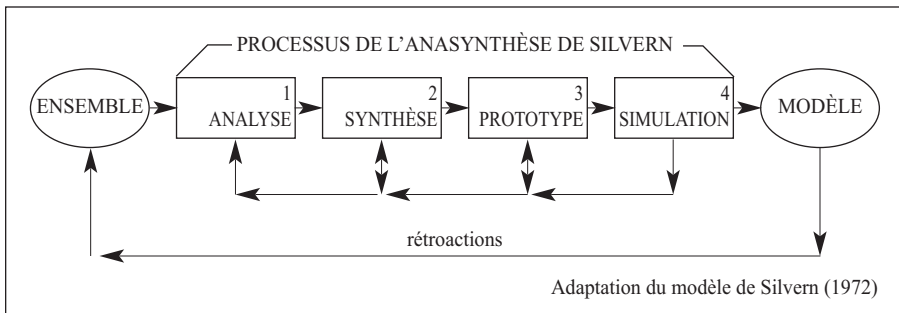 PROCESSUS DE L'ANASYNTHÈSE DE SILVERN
ENSEMBLE
1
ANALYSE
2
SYNTHÈSE
3
PROTOTYPE
4
SIMULATION
MODÈLE
rétroactions
Adaptation du modèle de Silvern (1972)